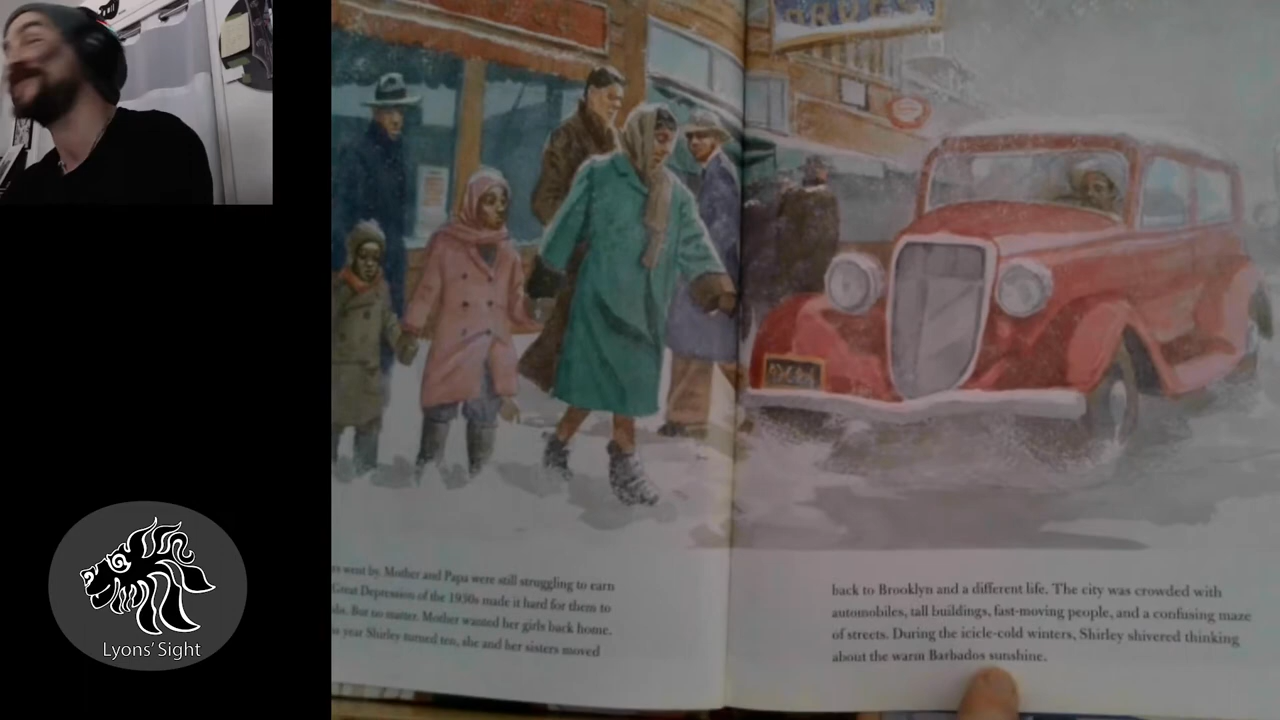 DRUGS
s went by. Mother and Papa were still struggling to earn
Great Depression of the 1930s made it hard for them to
But no matter. Mother wanted her girls back home.
year Shirley turned ten, she and her sisters moved
back to Brooklyn and a different life. The city was crowded with
automobiles, tall buildings, fast-moving people, and a confusing maze
of streets. During the icicle-cold winters, Shirley shivered thinking
about the warm Barbados sunshine.
Lyons' Sight